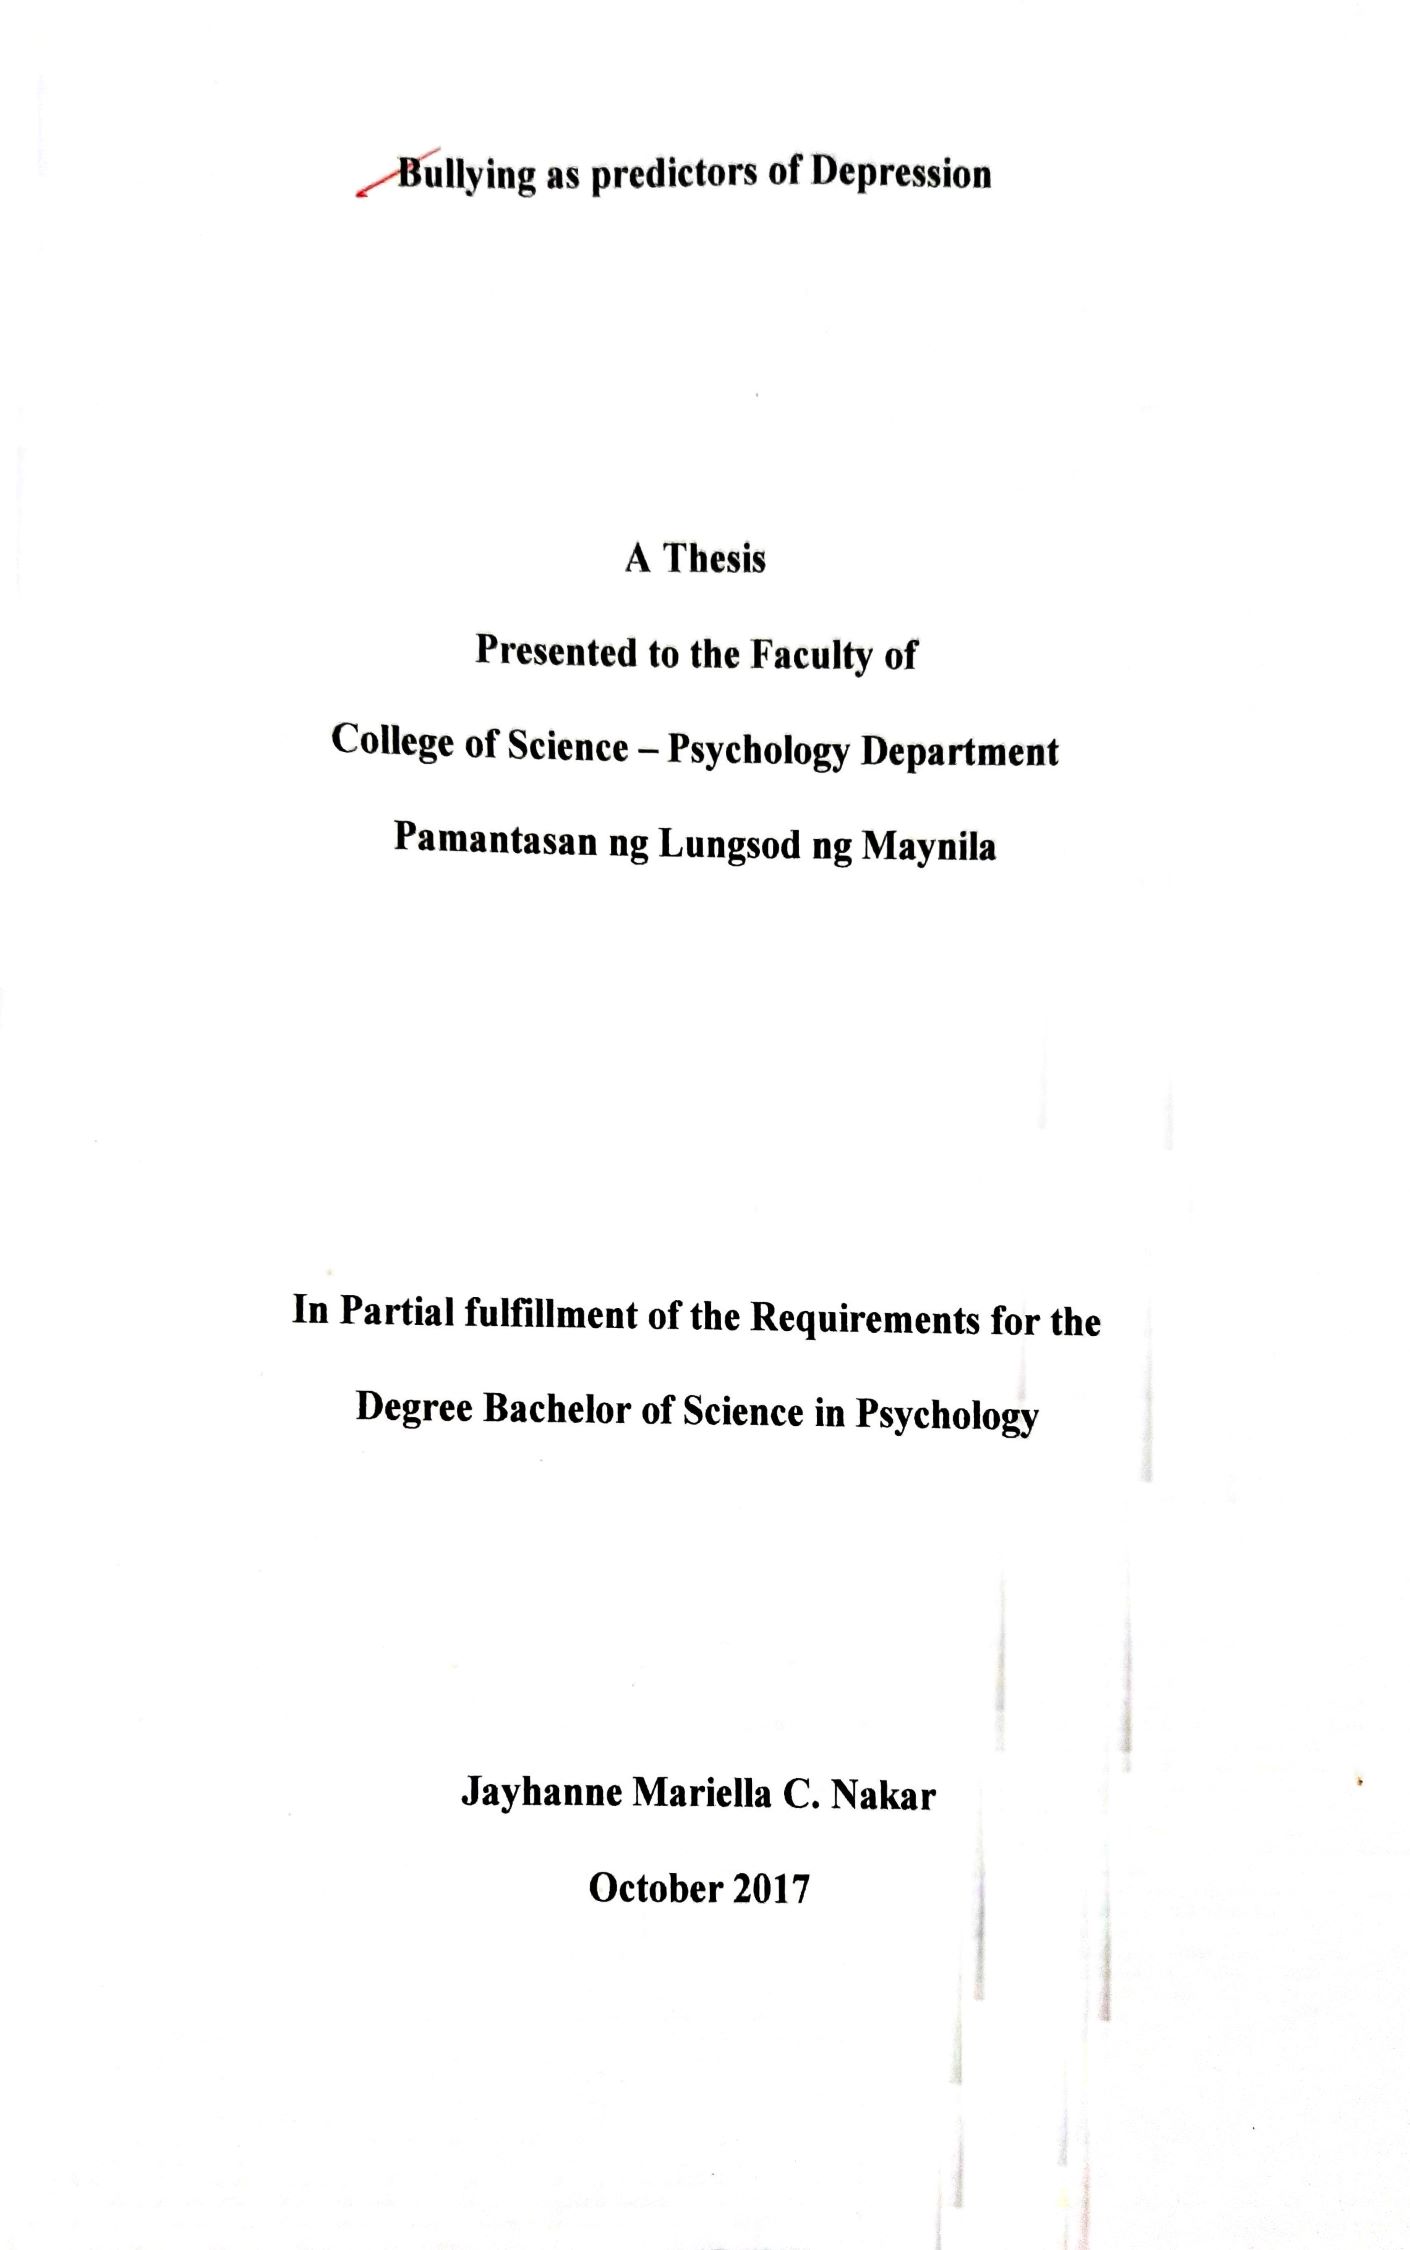 Bullying as predictors of Depression
A Thesis
Presented to the Faculty of
College of Science – Psychology Department
Pamantasan ng Lungsod ng Maynila
In Partial fulfillment of the Requirements for the
Degree Bachelor of Science in Psychology
Jayhanne Mariella C. Nakar
October 2017